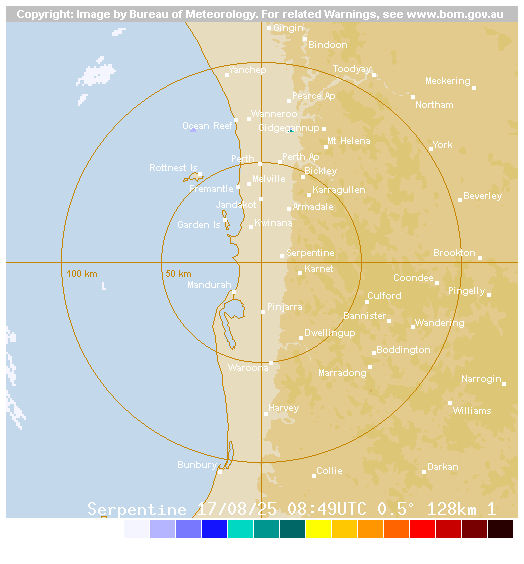 Copyright: Image by Bureau of Meteorology. For related Warnings, see www.bom.gov.au
Gingin
Bindoon
Yanchep
Toodyay
Meckering
Pearce Ap
Northam
Wanneroo
Ocean Reef
Gidgegannup
Mt Helena
York
Perth
Perth Ap
Rottnest Is
Bickley
Melville
Fremantle
Karragullen
Beverley
Jandakot
Armadale
Garden Is
Kwinana
Serpentine
Brookton
100 km
50 km
Karnet
Coondee
Mandurah
Culford
Pingelly
Pinjarra
Bannister
Wandering
Dwellingup
Boddington
Waroona
Marradong
Narrogin
Harvey
Williams
Bunbury
Collie
Darkan
Serpentine 17/08/25 08:49UTC 0.5° 128km 1